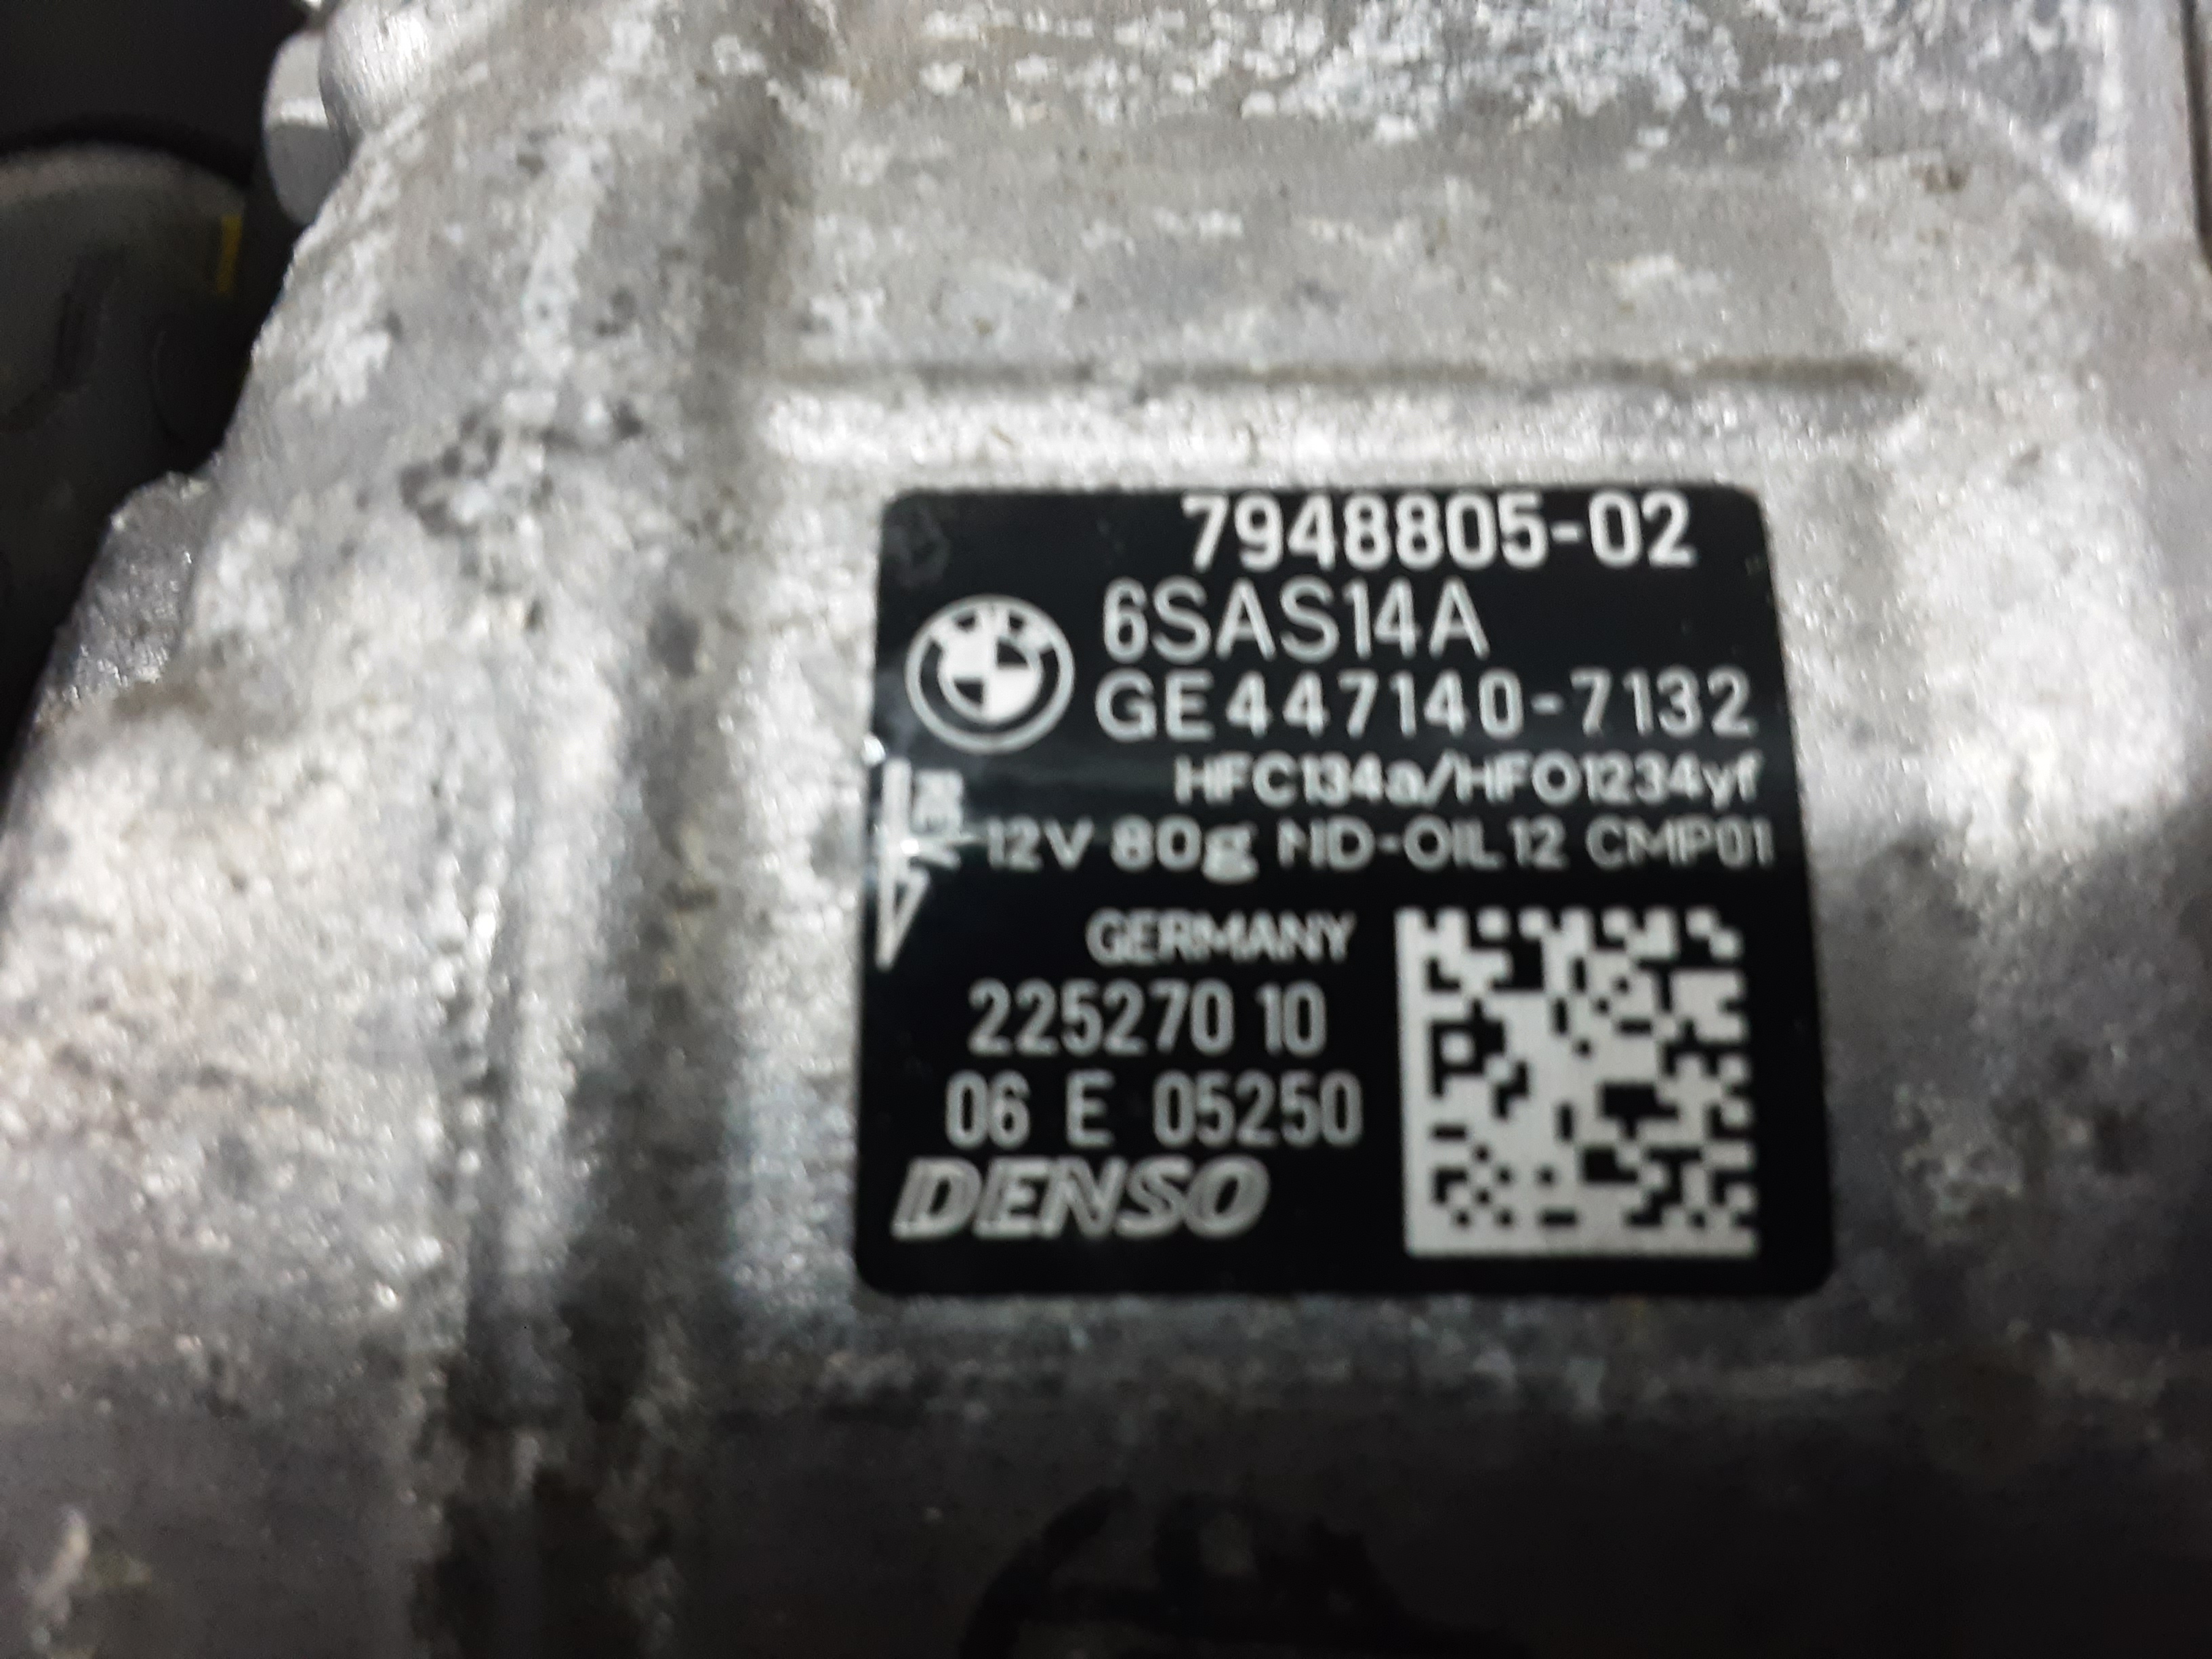 7948805-02
6SAS14A
GE447140-7132
HFC134a/HFO1234yf
12V 80g ND-OIL12 CMP01
GERMANY
225270 10
06 E 05250
DENSO